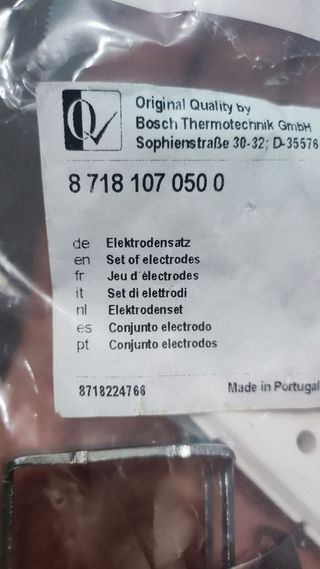 Original Quality by
Bosch Thermotechnik GmbH
Sophienstraße 30-32; D-35576
8 718 107 050 0
de Elektrodensatz
en Set of electrodes
fr Jeu d´électrodes
it Set di elettrodi
nl Elektrodenset
es Conjunto electrodo
pt Conjunto electrodos
8718224766 Made in Portugal